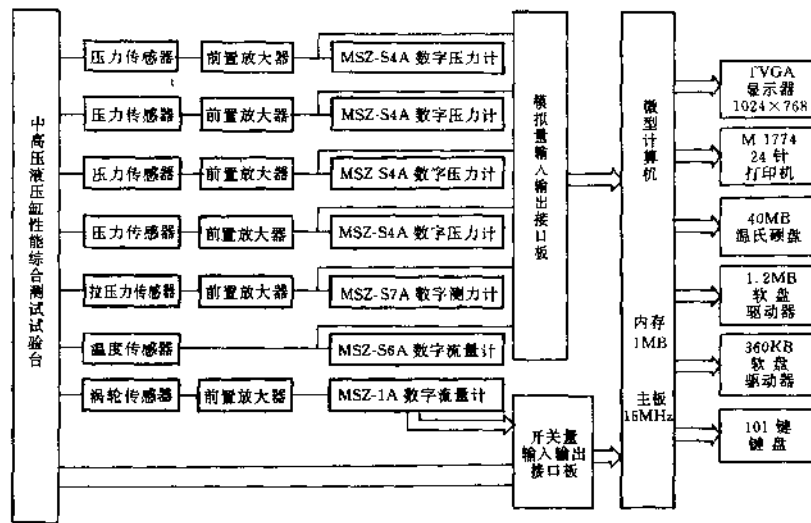 中高压液压缸性能综合测试试验台
压力传感器
前置放大器
MSZ-S4A 数字压力计
压力传感器
前置放大器
MSZ-S4A 数字压力计
压力传感器
前置放大器
MSZ-S4A 数字压力计
压力传感器
前置放大器
MSZ-S4A 数字压力计
拉压力传感器
前置放大器
MSZ-S7A 数字测力计
温度传感器
MSZ-S6A 数字流量计
涡轮传感器
前置放大器
MSZ-1A 数字流量计
模拟量输入输出接口板
开关量
输入输出
接口板
微型计算机
内存
1MB
主板
16MHz
TVGA
显示器
1024×768
M 1774
24 针
打印机
40MB
温氏硬盘
1.2MB
软盘
驱动器
360KB
软盘
驱动器
101 键
键盘